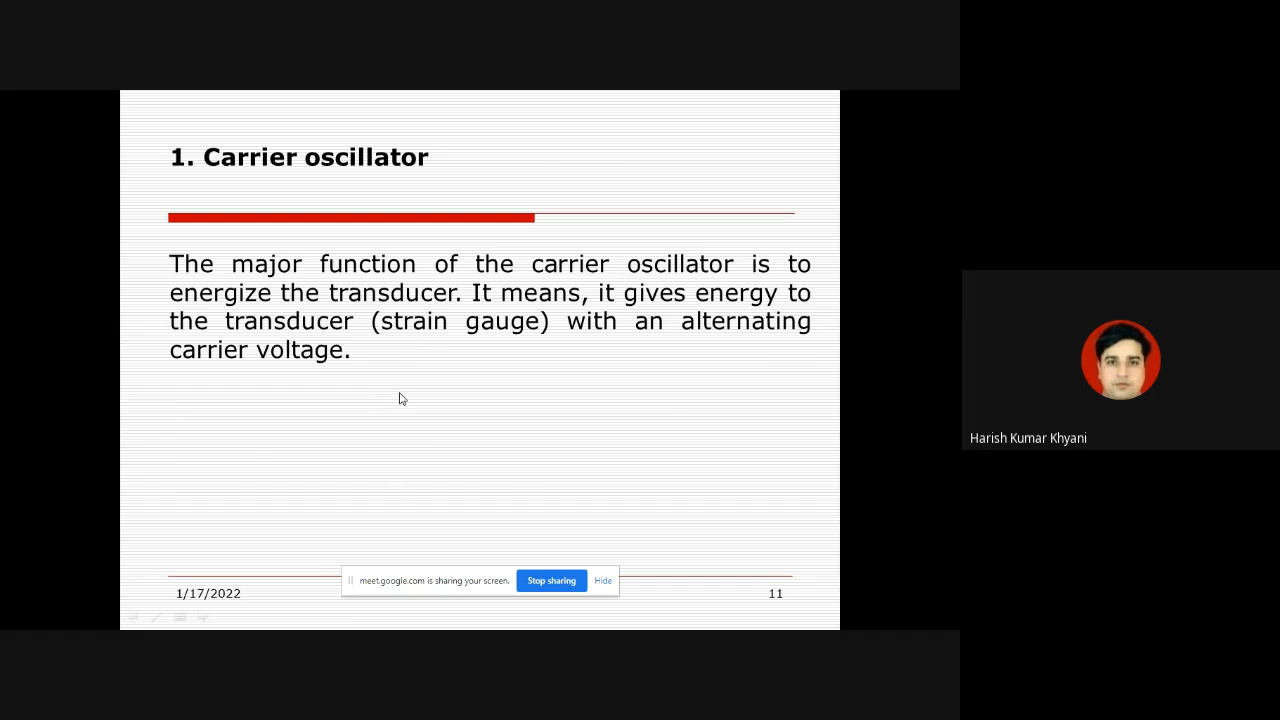 1. Carrier oscillator
The major function of the carrier oscillator is to
energize the transducer. It means, it gives energy to
the transducer (strain gauge) with an alternating
carrier voltage.
meet.google.com is sharing your screen. Stop sharing Hide
1/17/2022 11
Harish Kumar Khyani